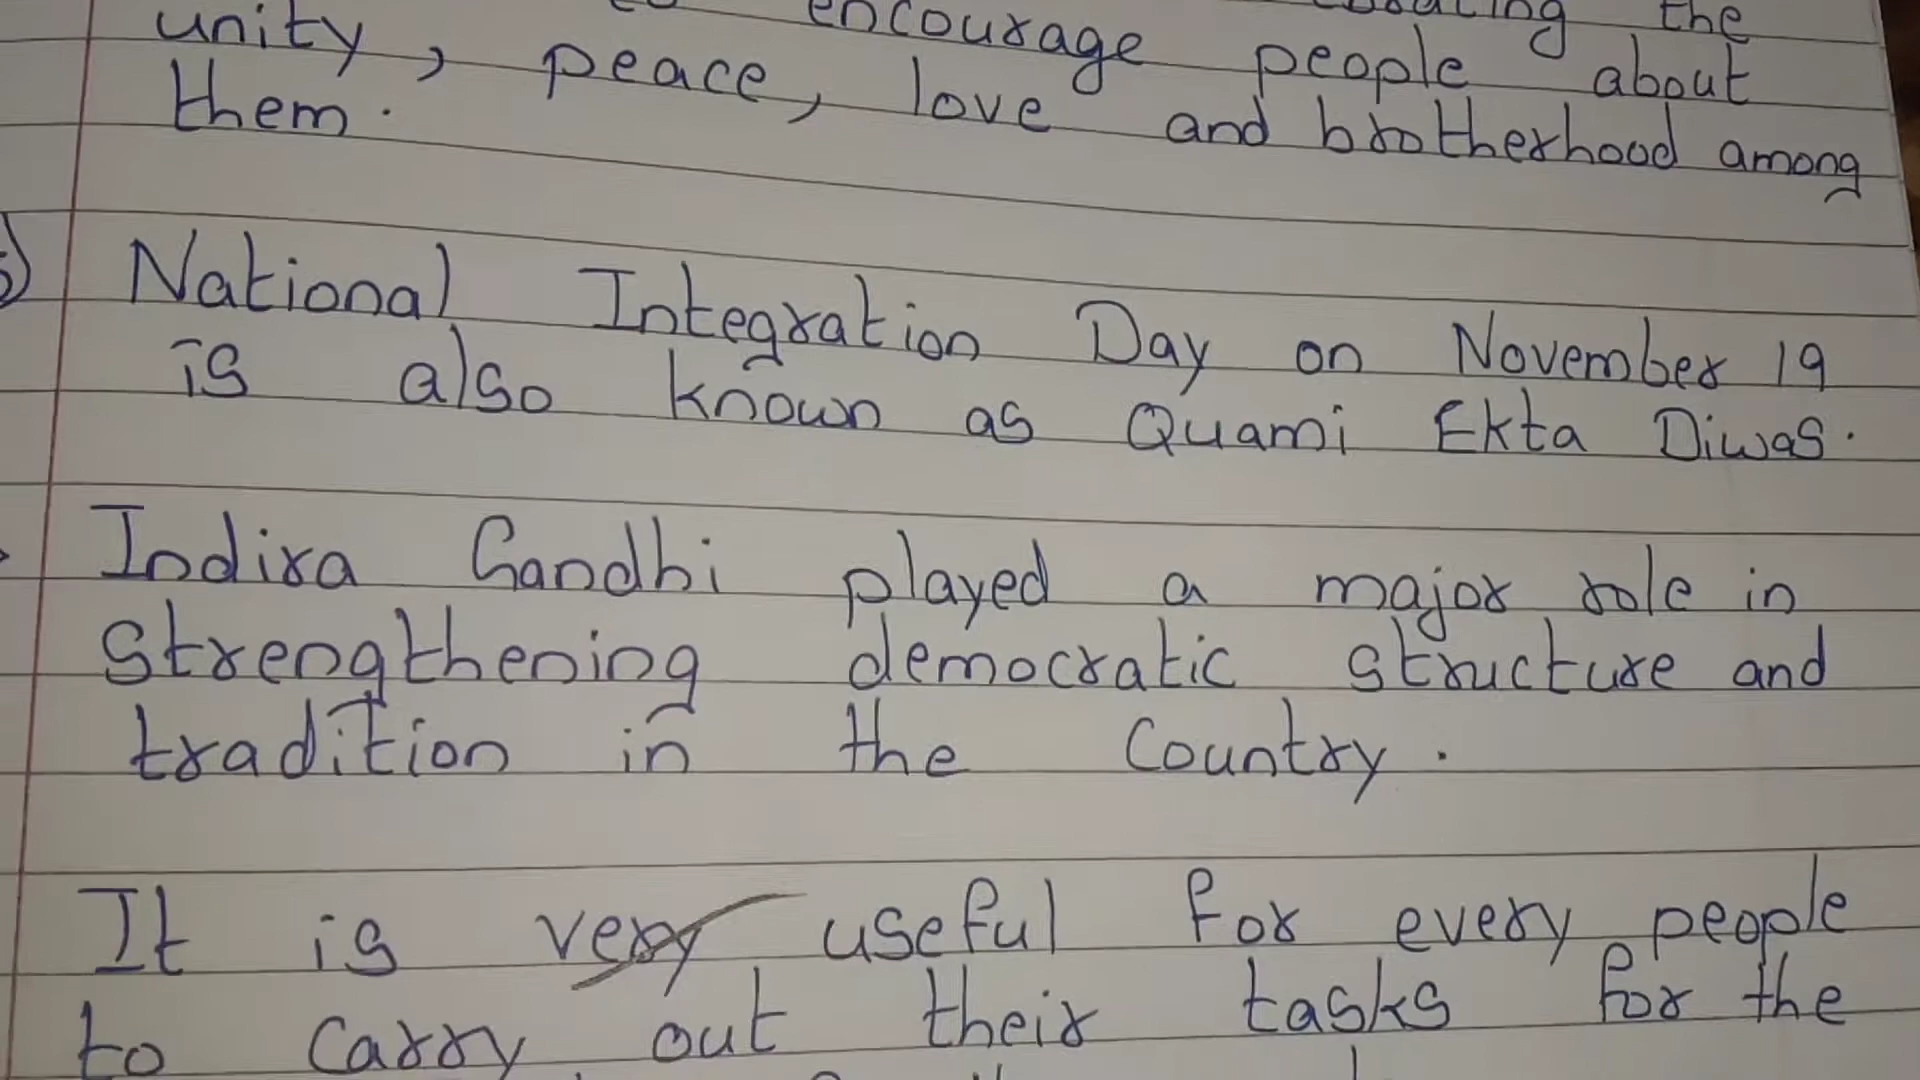 the
encourage people about
unity, peace, love and brotherhood among
them.
National Integration Day on November 19
is also known as Quami Ekta Diwas.
Indira Gandhi played a major role in
strengthening democratic structure and
tradition in the country.
It is very useful for every people
to carry out their tasks for the